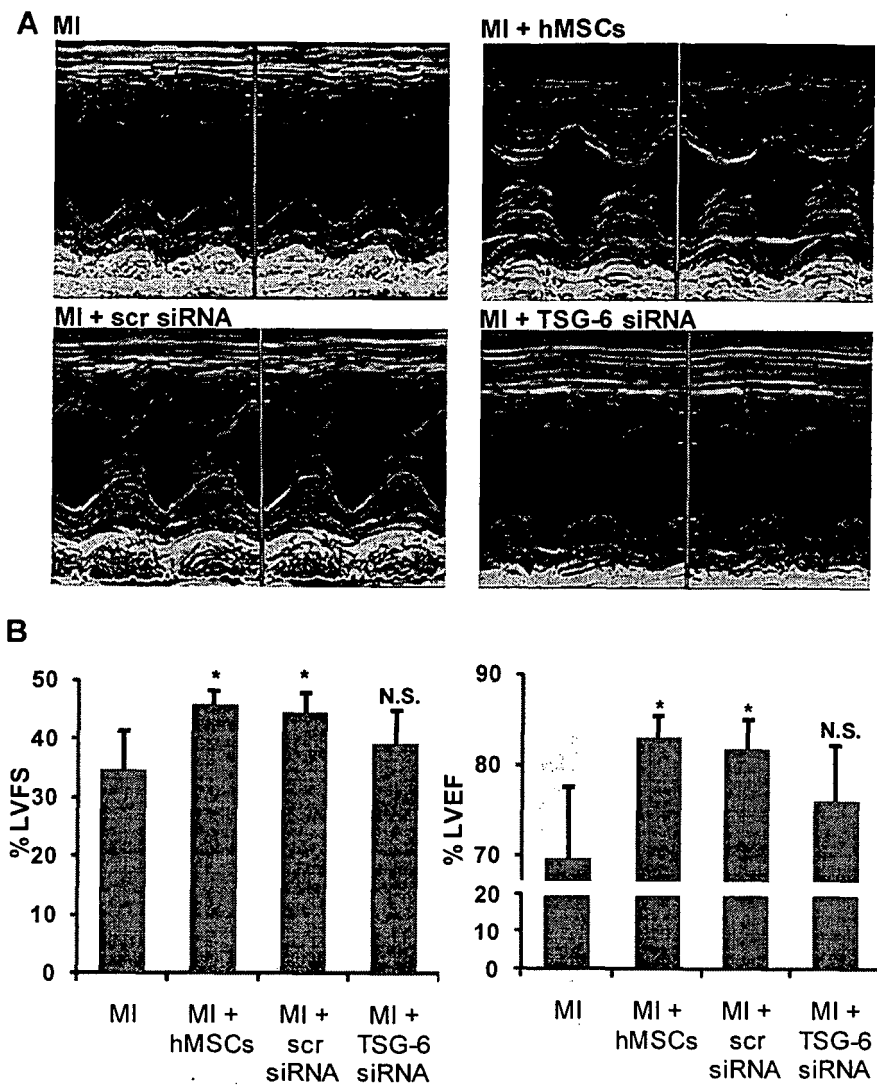 A
MI
MI + hMSCs
MI + scr siRNA
MI + TSG-6 siRNA
B
50
40
30
20
10
0
% LVFS
*
*
N.S.
MI
MI +
hMSCs
MI +
scr
siRNA
MI +
TSG-6
siRNA
90
80
70
20
10
0
% LVEF
*
*
N.S.
MI
MI +
hMSCs
MI +
scr
siRNA
MI +
TSG-6
siRNA